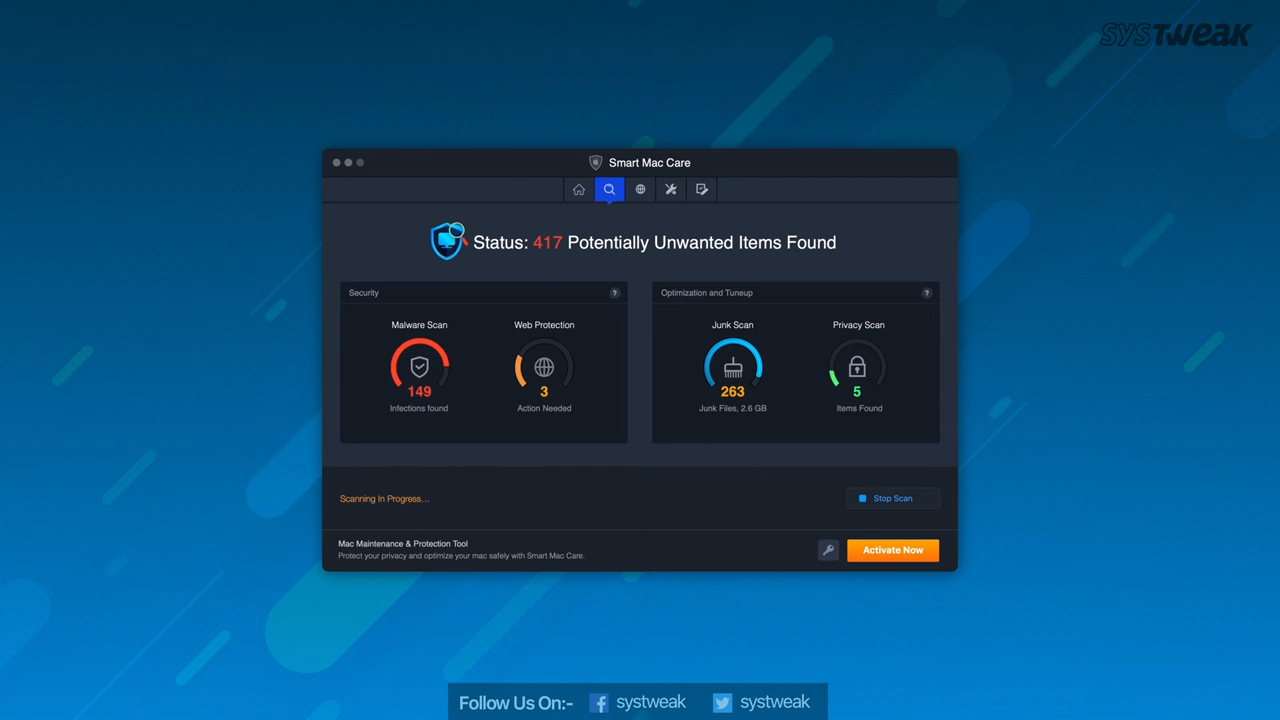 SYSTweak
Smart Mac Care
Status: 417 Potentially Unwanted Items Found
Security ?
Optimization and Tuneup ?
Malware Scan
149
Infections found
Web Protection
3
Action Needed
Junk Scan
263
Junk Files, 2.6 GB
Privacy Scan
5
Items Found
Scanning In Progress...
Stop Scan
Mac Maintenance & Protection Tool
Protect your privacy and optimize your mac safely with Smart Mac Care.
Activate Now
Follow Us On:- f systweak systweak